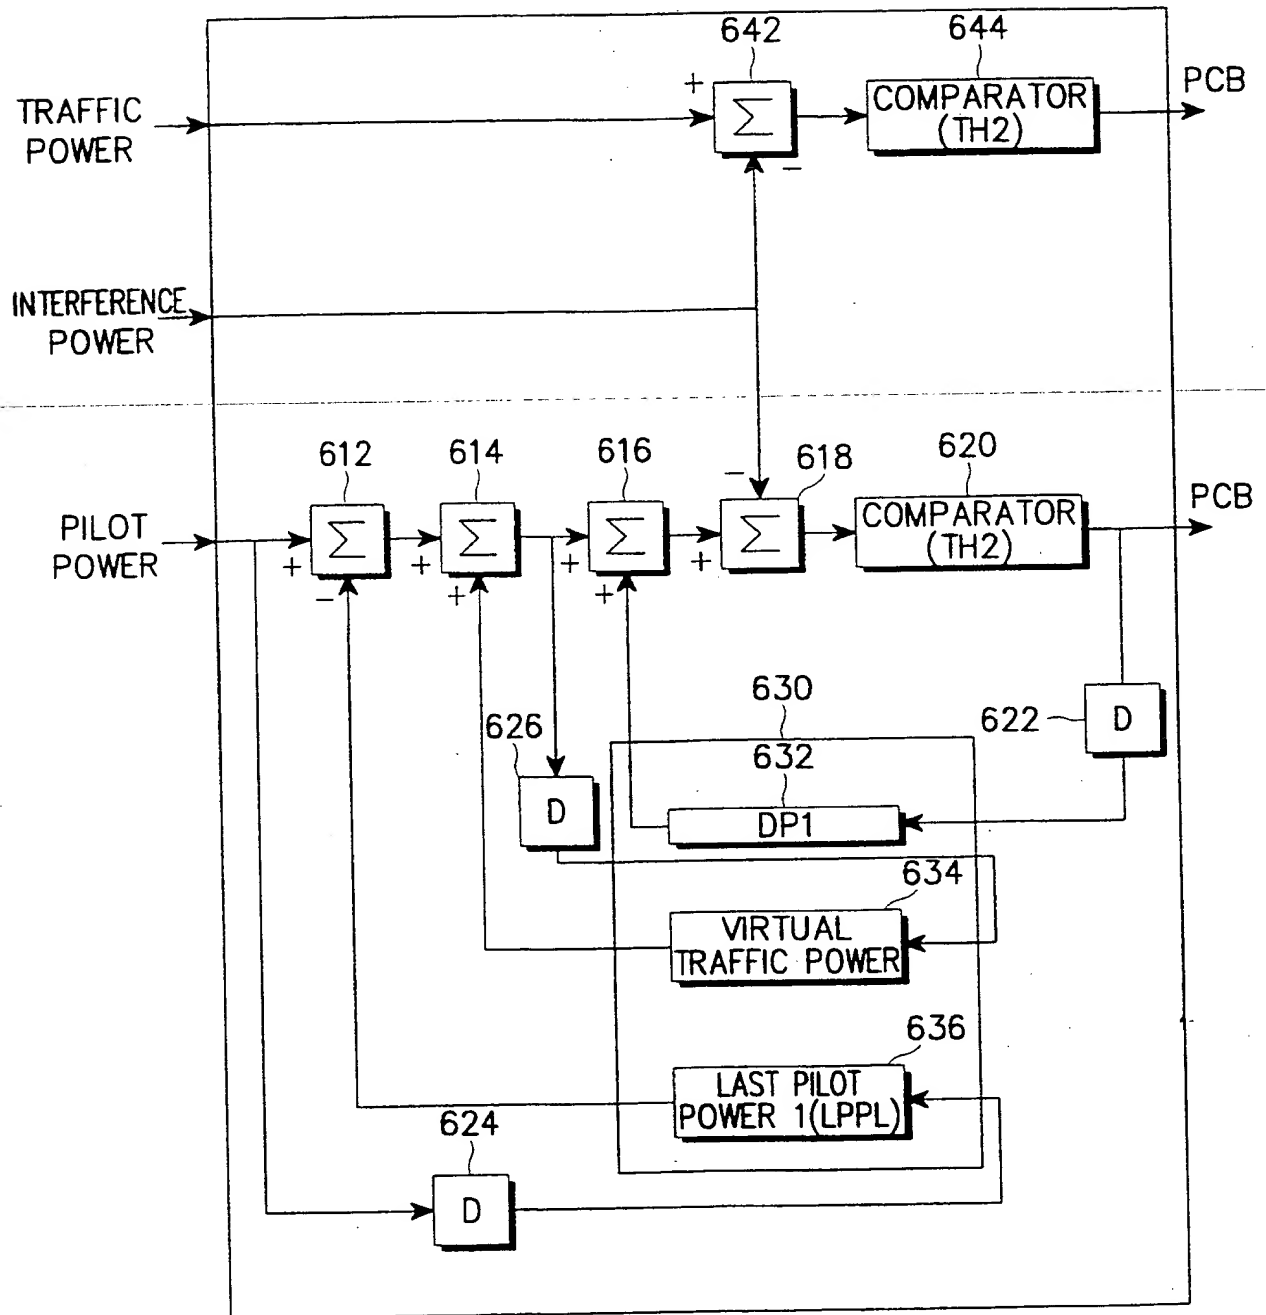 642
644
+
PCB
TRAFFIC
POWER
Σ
COMPARATOR
(TH2)
−
INTERFERENCE
POWER
612
614
616
−
618
620
PCB
PILOT
POWER
Σ
Σ
Σ
Σ
COMPARATOR
(TH2)
+
−
+
+
+
+
+
630
622
D
626
632
D
DP1
634
VIRTUAL
TRAFFIC POWER
636
LAST PILOT
POWER 1(LPPL)
624
D